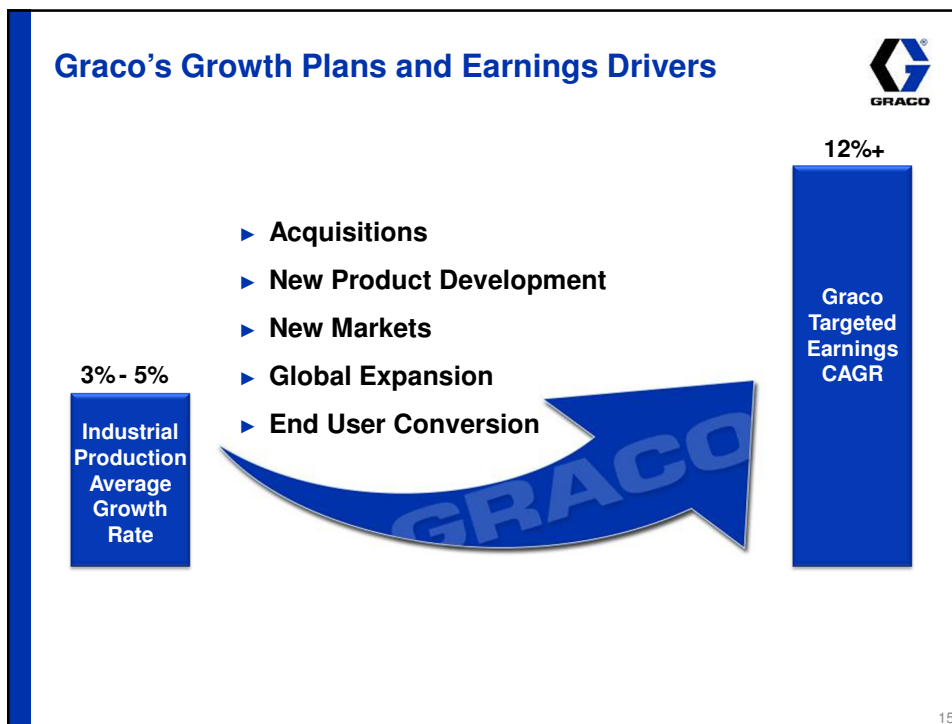 Graco’s Growth Plans and Earnings Drivers
GRACO
12%+
► Acquisitions
► New Product Development
► New Markets
► Global Expansion
► End User Conversion
3% - 5%
Industrial
Production
Average
Growth
Rate
GRACO
Graco
Targeted
Earnings
CAGR
15